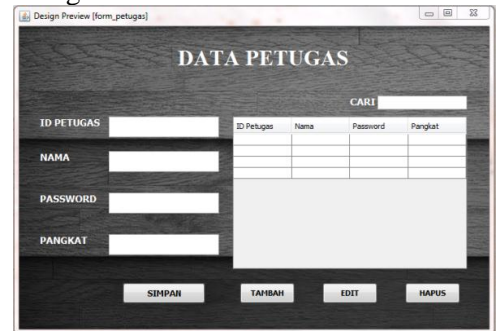 Design Preview [form_petugas]
DATA PETUGAS
CARI
ID PETUGAS
ID Petugas Nama Password Pangkat
NAMA
PASSWORD
PANGKAT
SIMPAN TAMBAH EDIT HAPUS